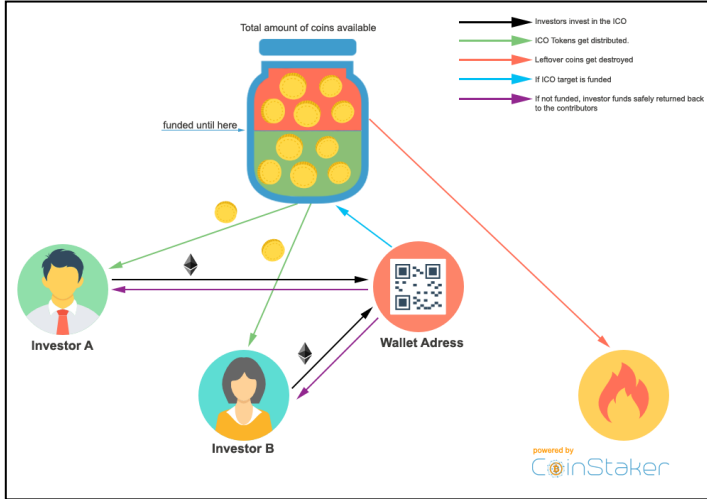 Total amount of coins available
Investors invest in the ICO
ICO Tokens get distributed.
Leftover coins get destroyed
If ICO target is funded
If not funded, investor funds safely returned back
to the contributors
funded until here
Investor A
Wallet Adress
Investor B
powered by
CoinStaker